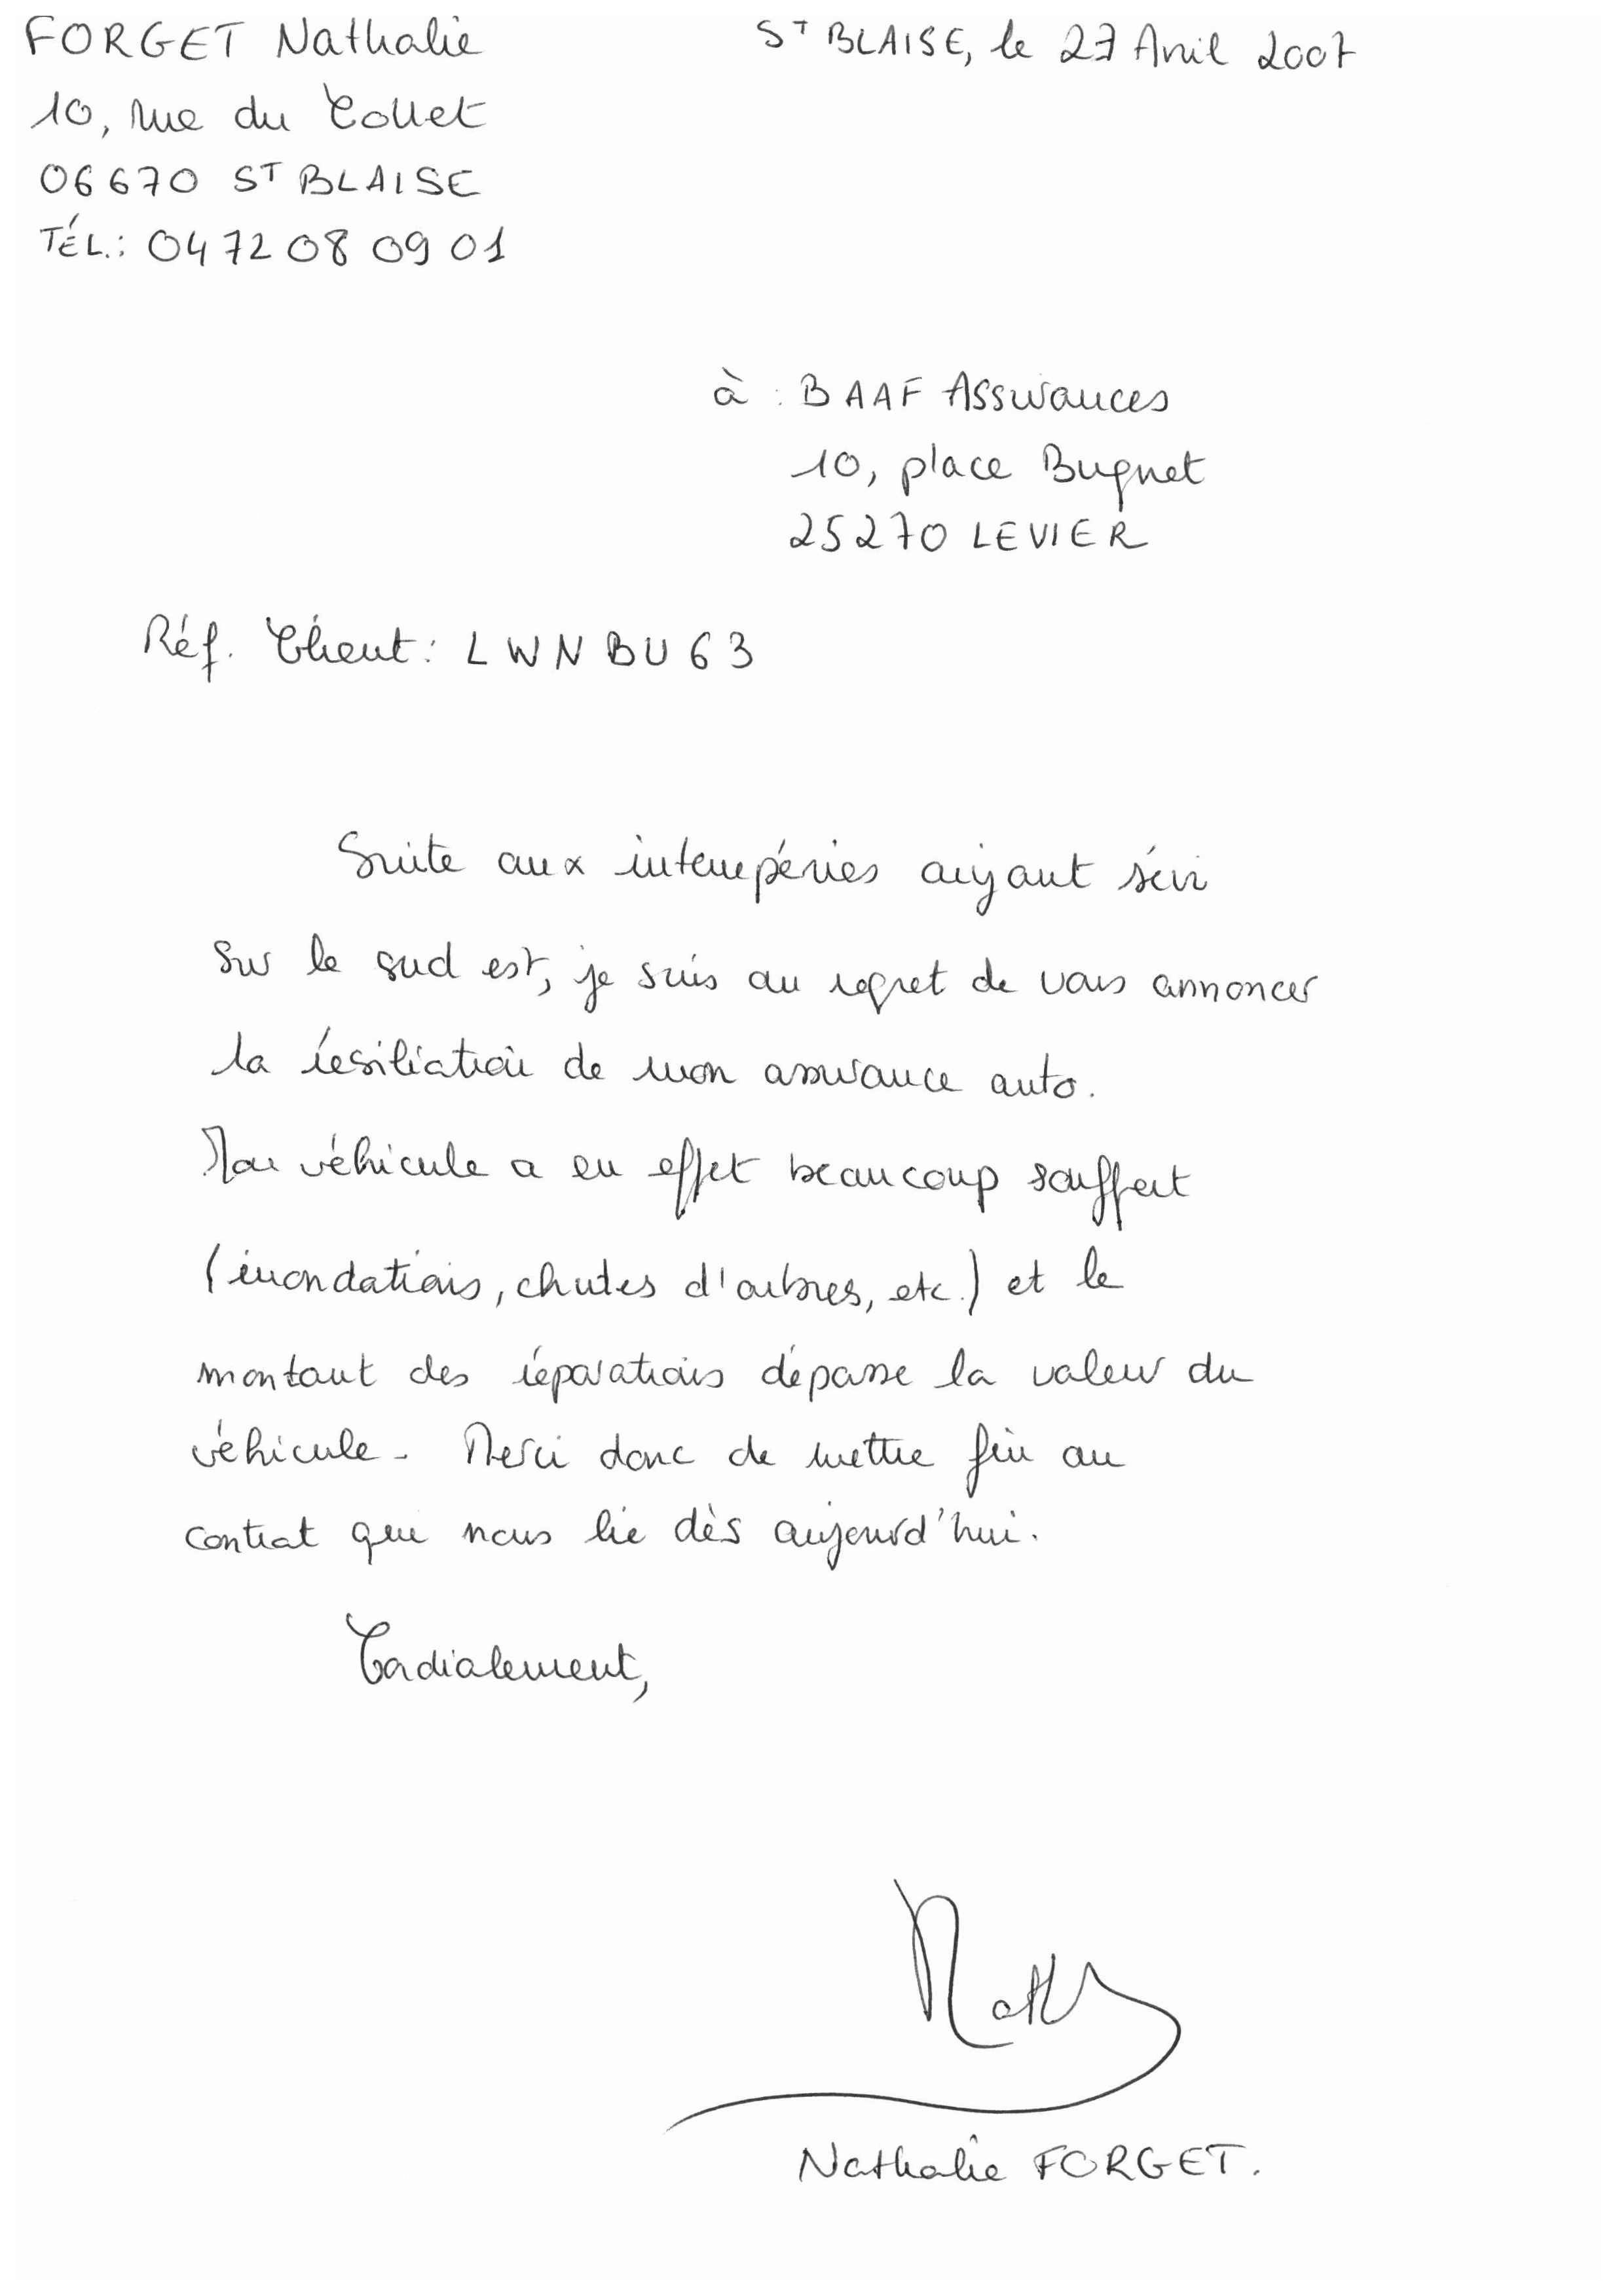 FORGET Nathalie
ST BLAISE, le 27 Avril 2007
10, rue du Collet
06670 ST BLAISE
TÉL.: 04 72 08 09 01
à : BAAF Assurances
10, place Bugnet
25270 LEVIER
Réf. Client : LWNBU63
Suite aux intempéries aiyant sévi
sur le sud est, je suis au regret de vous annoncer
la résiliation de mon assurance auto.
Mon véhicule a en effet beaucoup souffert
(inondations, chutes d'arbres, etc.) et le
montant des réparations dépasse la valeur du
véhicule. Merci donc de mettre fin au
contrat qui nous lie dès aujourd'hui.
Cordialement,
Nath
Nathalie FORGET.